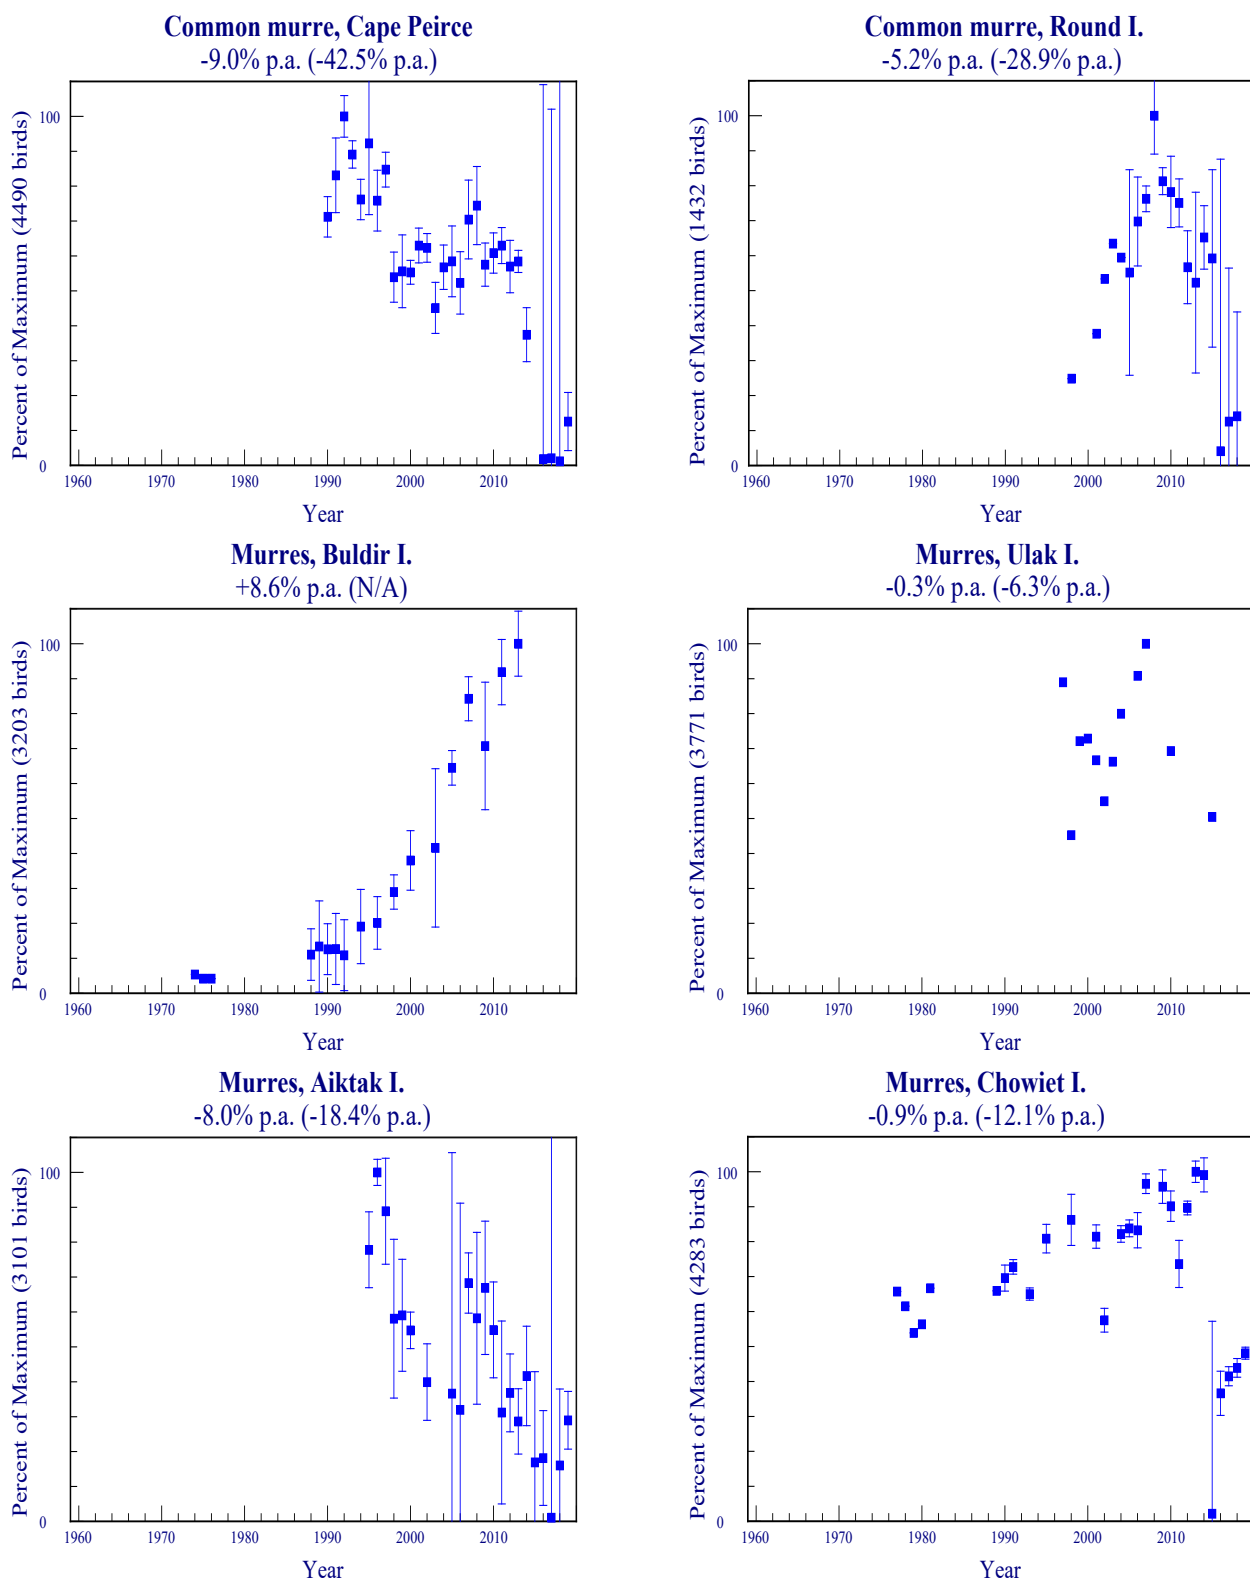 Common murre, Cape Peirce
-9.0% p.a. (-42.5% p.a.)
Percent of Maximum (4490 birds)
100
0
1960 1970 1980 1990 2000 2010
Year
Common murre, Round I.
-5.2% p.a. (-28.9% p.a.)
Percent of Maximum (1432 birds)
100
0
1960 1970 1980 1990 2000 2010
Year
Murres, Buldir I.
+8.6% p.a. (N/A)
Percent of Maximum (3203 birds)
100
0
1960 1970 1980 1990 2000 2010
Year
Murres, Ulak I.
-0.3% p.a. (-6.3% p.a.)
Percent of Maximum (3771 birds)
100
0
1960 1970 1980 1990 2000 2010
Year
Murres, Aiktak I.
-8.0% p.a. (-18.4% p.a.)
Percent of Maximum (3101 birds)
100
0
1960 1970 1980 1990 2000 2010
Year
Murres, Chowiet I.
-0.9% p.a. (-12.1% p.a.)
Percent of Maximum (4283 birds)
100
0
1960 1970 1980 1990 2000 2010
Year